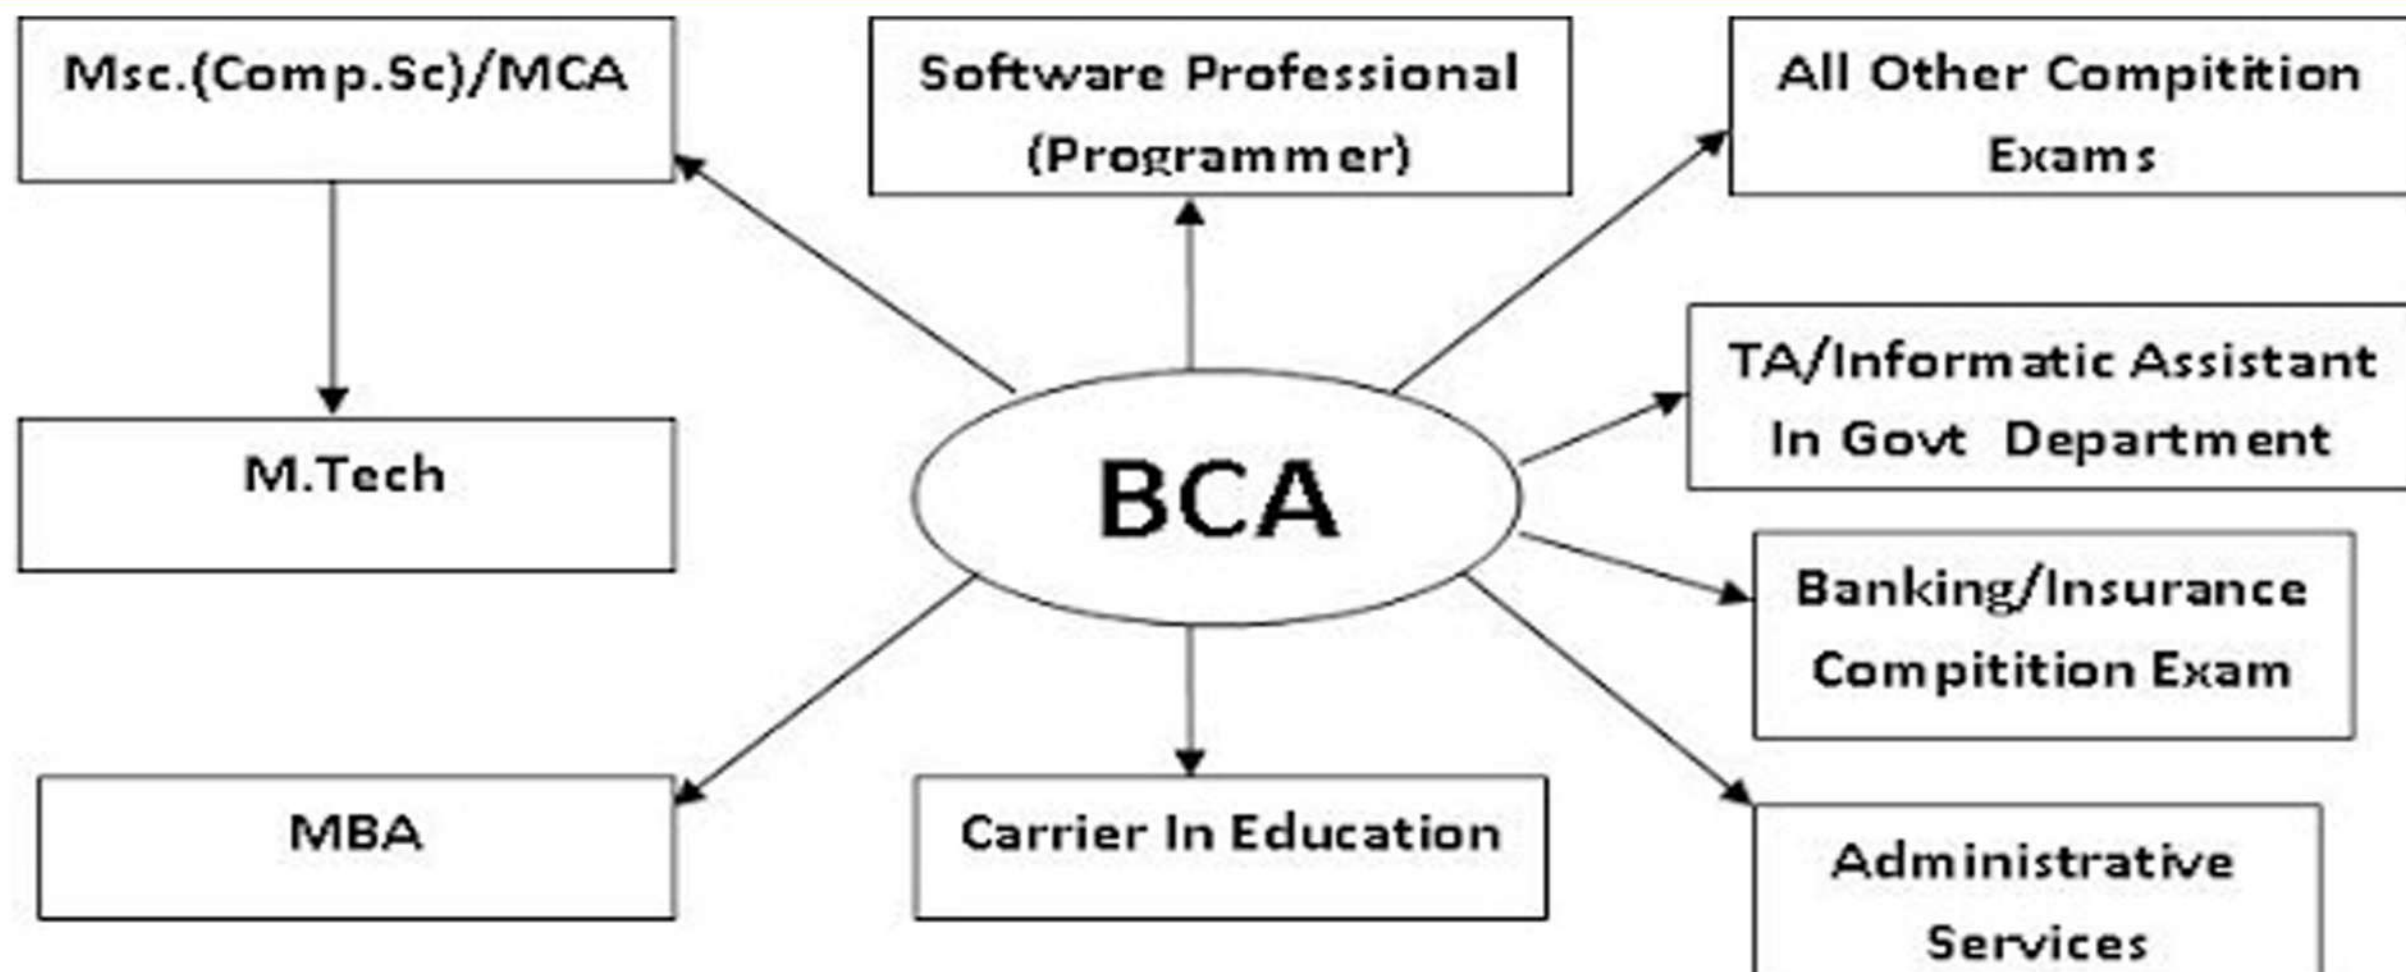 Msc.(Comp.Sc)/MCA
Software Professional
(Programmer)
All Other Compitition
Exams
TA/Informatic Assistant
In Govt Department
M.Tech
BCA
Banking/Insurance
Compitition Exam
MBA
Carrier In Education
Administrative
Services